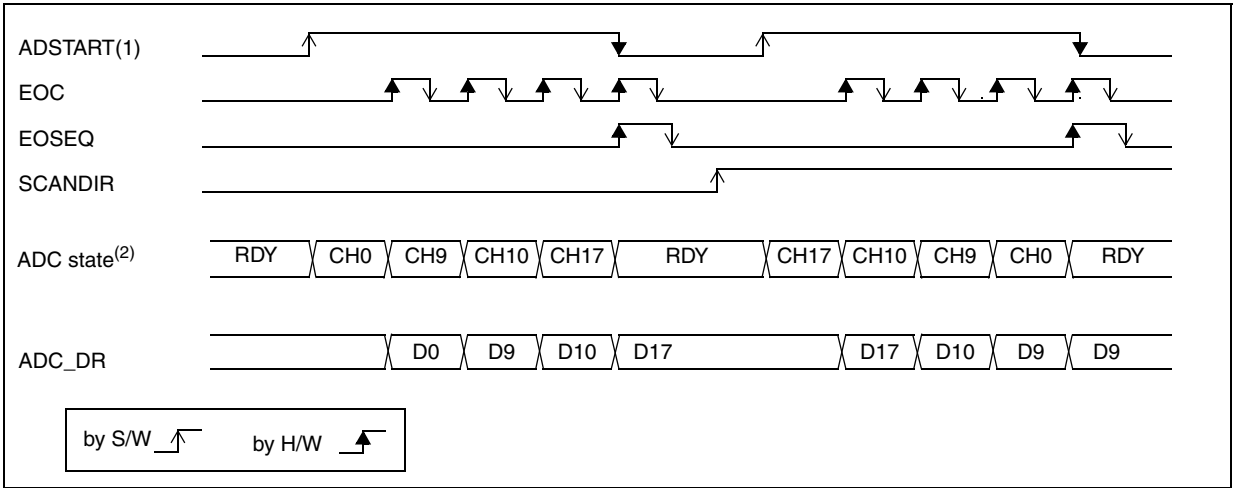 ADSTART(1)
EOC
EOSEQ
SCANDIR
ADC state(2) RDY CH0 CH9 CH10 CH17 RDY CH17 CH10 CH9 CH0 RDY
ADC_DR D0 D9 D10 D17 D17 D10 D9 D9
by S/W by H/W